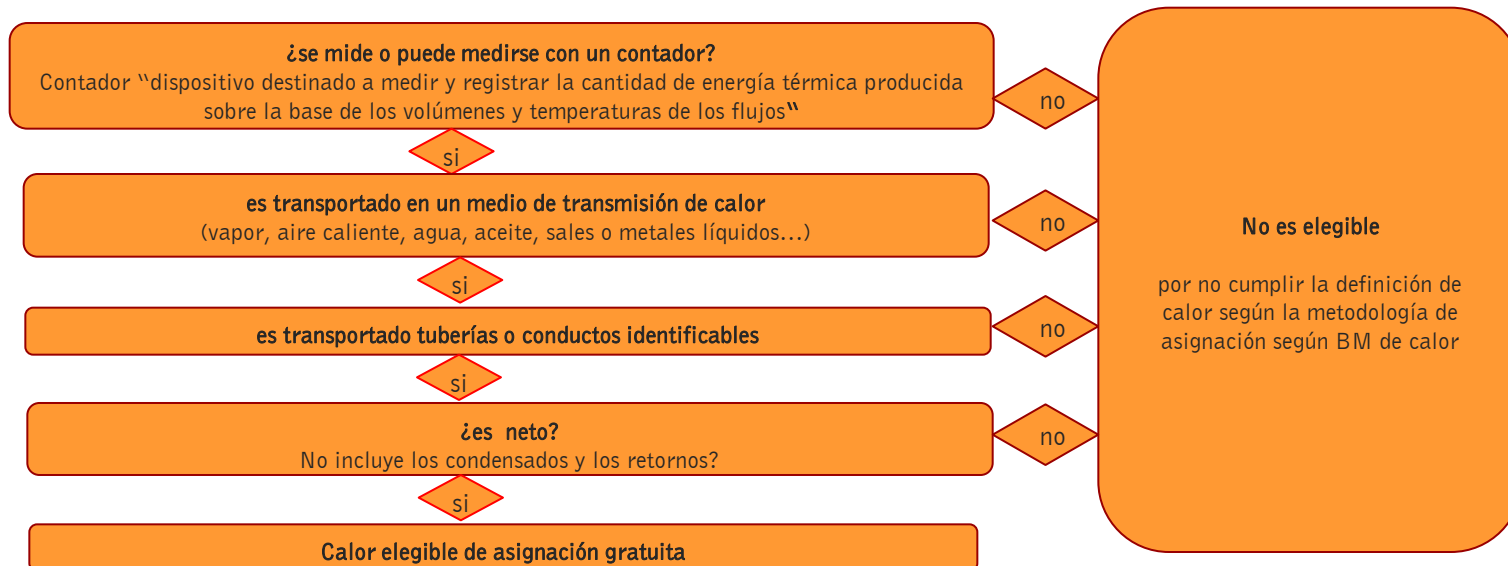 ¿se mide o puede medirse con un contador?
Contador “dispositivo destinado a medir y registrar la cantidad de energía térmica producida
sobre la base de los volúmenes y temperaturas de los flujos“
no
si
es transportado en un medio de transmisión de calor
(vapor, aire caliente, agua, aceite, sales o metales líquidos...)
no
si
es transportado tuberías o conductos identificables
no
si
¿es neto?
No incluye los condensados y los retornos?
no
si
Calor elegible de asignación gratuita
No es elegible
por no cumplir la definición de
calor según la metodología de
asignación según BM de calor